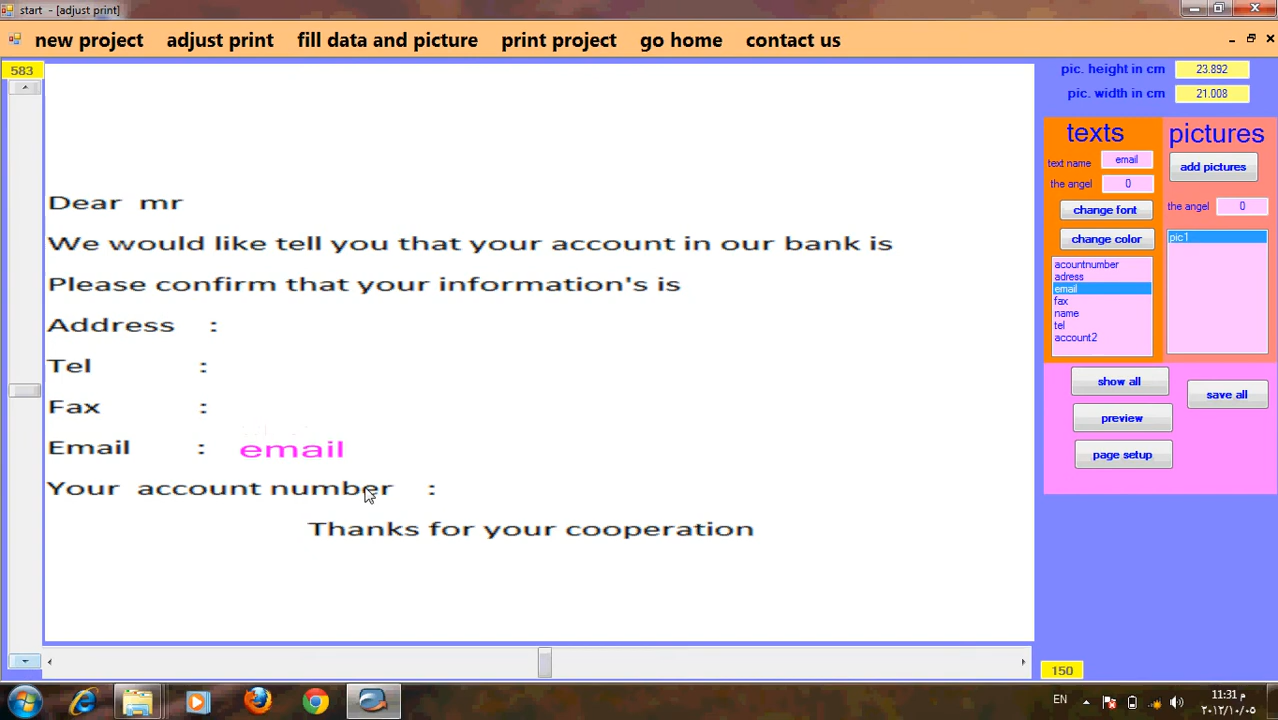 start - [adjust print]
new project adjust print fill data and picture print project go home contact us
583
pic. height in cm 23.892
pic. width in cm 21.008
Dear mr
We would like tell you that your account in our bank is
Please confirm that your information's is
Address :
Tel :
Fax :
Email : email
Your account number :
Thanks for your cooperation
texts
text name email
the angel 0
change font
change color
acountnumber
adress
email
fax
name
tel
account2
pictures
add pictures
the angel 0
pic1
show all
save all
preview
page setup
150
EN
11:31 م
٢٠١٢/١٠/٠٥